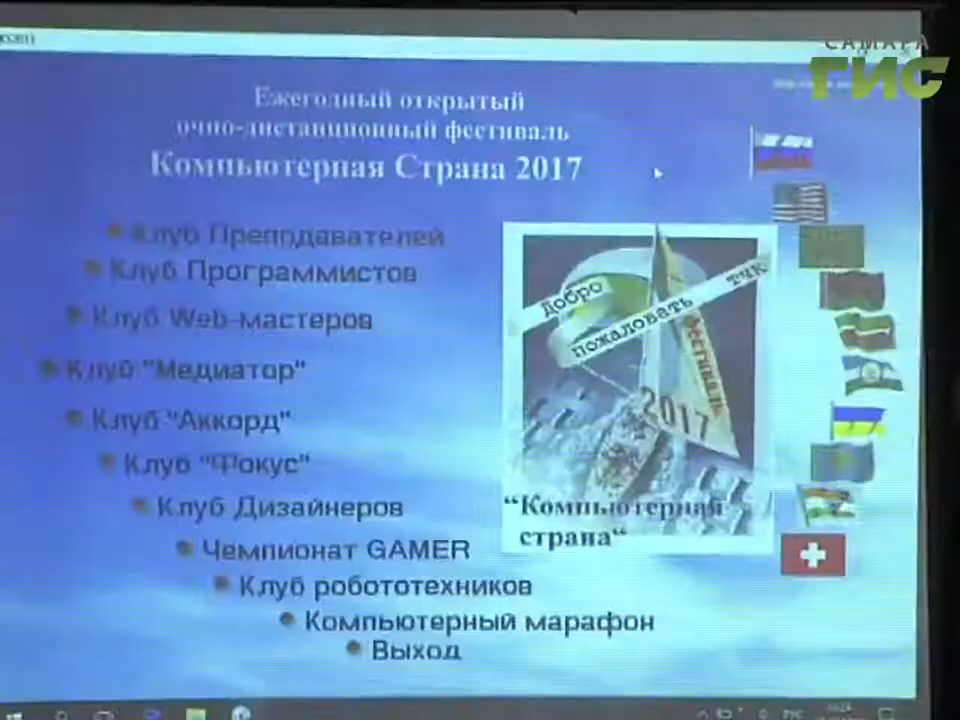 САМАРА
ГИС
Ежегодный открытый
очно-дистанционный фестиваль
Компьютерная Страна 2017
Клуб Преподавателей
Клуб Программистов
Клуб Web-мастеров
Клуб "Медиатор"
Клуб "Аккорд"
Клуб "Фокус"
Клуб Дизайнеров
Чемпионат GAMER
Клуб робототехников
Компьютерный марафон
Выход
добро
пожаловать тчк
фестиваль
2017
“Компьютерная
страна“